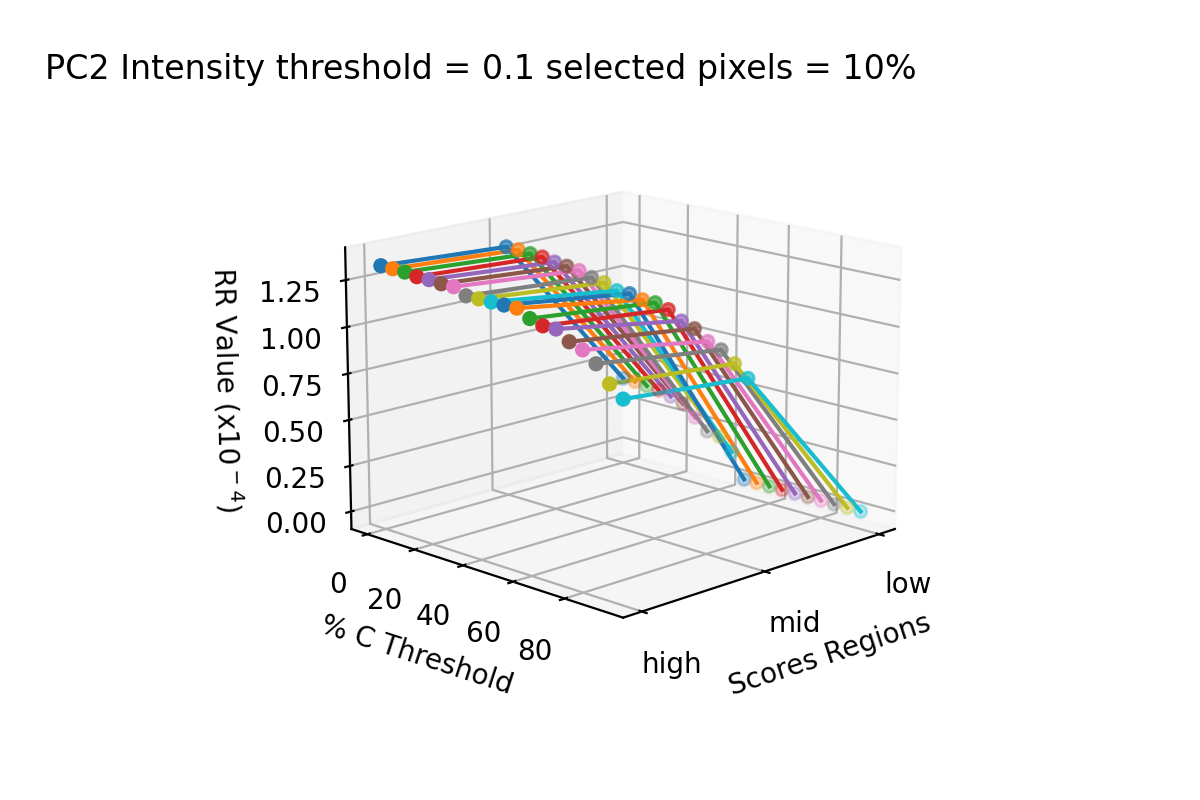 PC2 Intensity threshold = 0.1 selected pixels = 10%
RR Value (x10⁻⁴)
1.25
1.00
0.75
0.50
0.25
0.00
0
20
40
60
80
% C Threshold
high
mid
low
Scores Regions